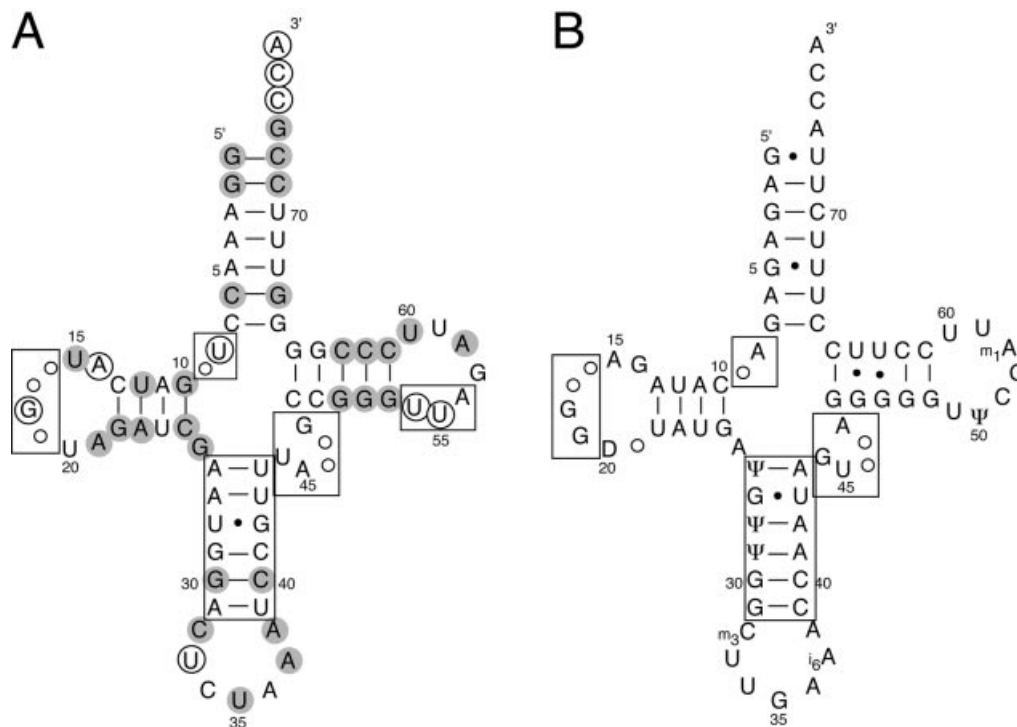 A
3'
A
C
C
G
5'
G — C
G — C
A — U 70
A — U
5 A — U
C — G
C — G
60
15 10 U
U A C U A G
G G C C C U U A
G
G
A
C C G G G U U
55
U A G A U C G
20
G
U A
45
A — U
A — U
U • G
G — C
30 G — C 40
A — U
C A
U A
C U A
35
B
3'
A
C
C
A
5'
G • U
A — U
G — C 70
A — U
5 G • U
A — U
G — C
60
15 10 A
A G A U A C
C U U C C U U m1A
G
G
C
G G G G G U Ψ
50
D U A U G A
20
A
G U
45
Ψ — A
G • U
Ψ — A
Ψ — A
30 G — C 40
G — C
m3C A
U i6A
U G A
35